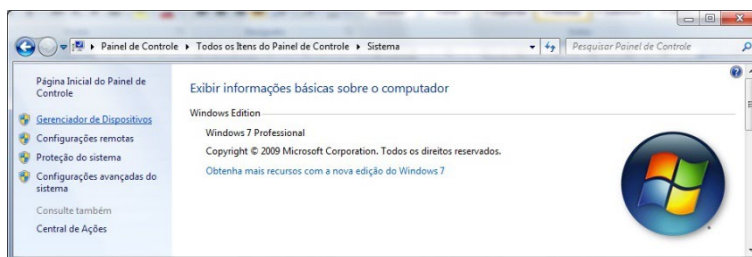 Painel de Controle ▸ Todos os Itens do Painel de Controle ▸ Sistema
Pesquisar Painel de Controle
Página Inicial do Painel de
Controle
Gerenciador de Dispositivos
Configurações remotas
Proteção do sistema
Configurações avançadas do
sistema
Consulte também
Central de Ações
Exibir informações básicas sobre o computador
Windows Edition
Windows 7 Professional
Copyright © 2009 Microsoft Corporation. Todos os direitos reservados.
Obtenha mais recursos com a nova edição do Windows 7